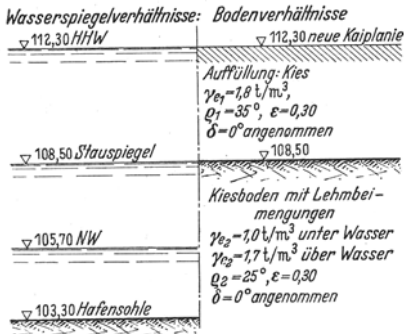 Wasserspiegelverhältnisse: Bodenverhältnisse
112,30 HHW
112,30 neue Kaiplanie
Auffüllung: Kies
γe₁=1,8 t/m³,
ϱ₁=35°, ε=0,30
δ=0° angenommen
108,50 Stauspiegel
108,50
Kiesboden mit Lehmbei-
mengungen
γe₂=1,0 t/m³ unter Wasser
γe₂=1,7 t/m³ über Wasser
ϱ₂=25°, ε=0,30
δ=0° angenommen
105,70 NW
103,30 Hafensohle